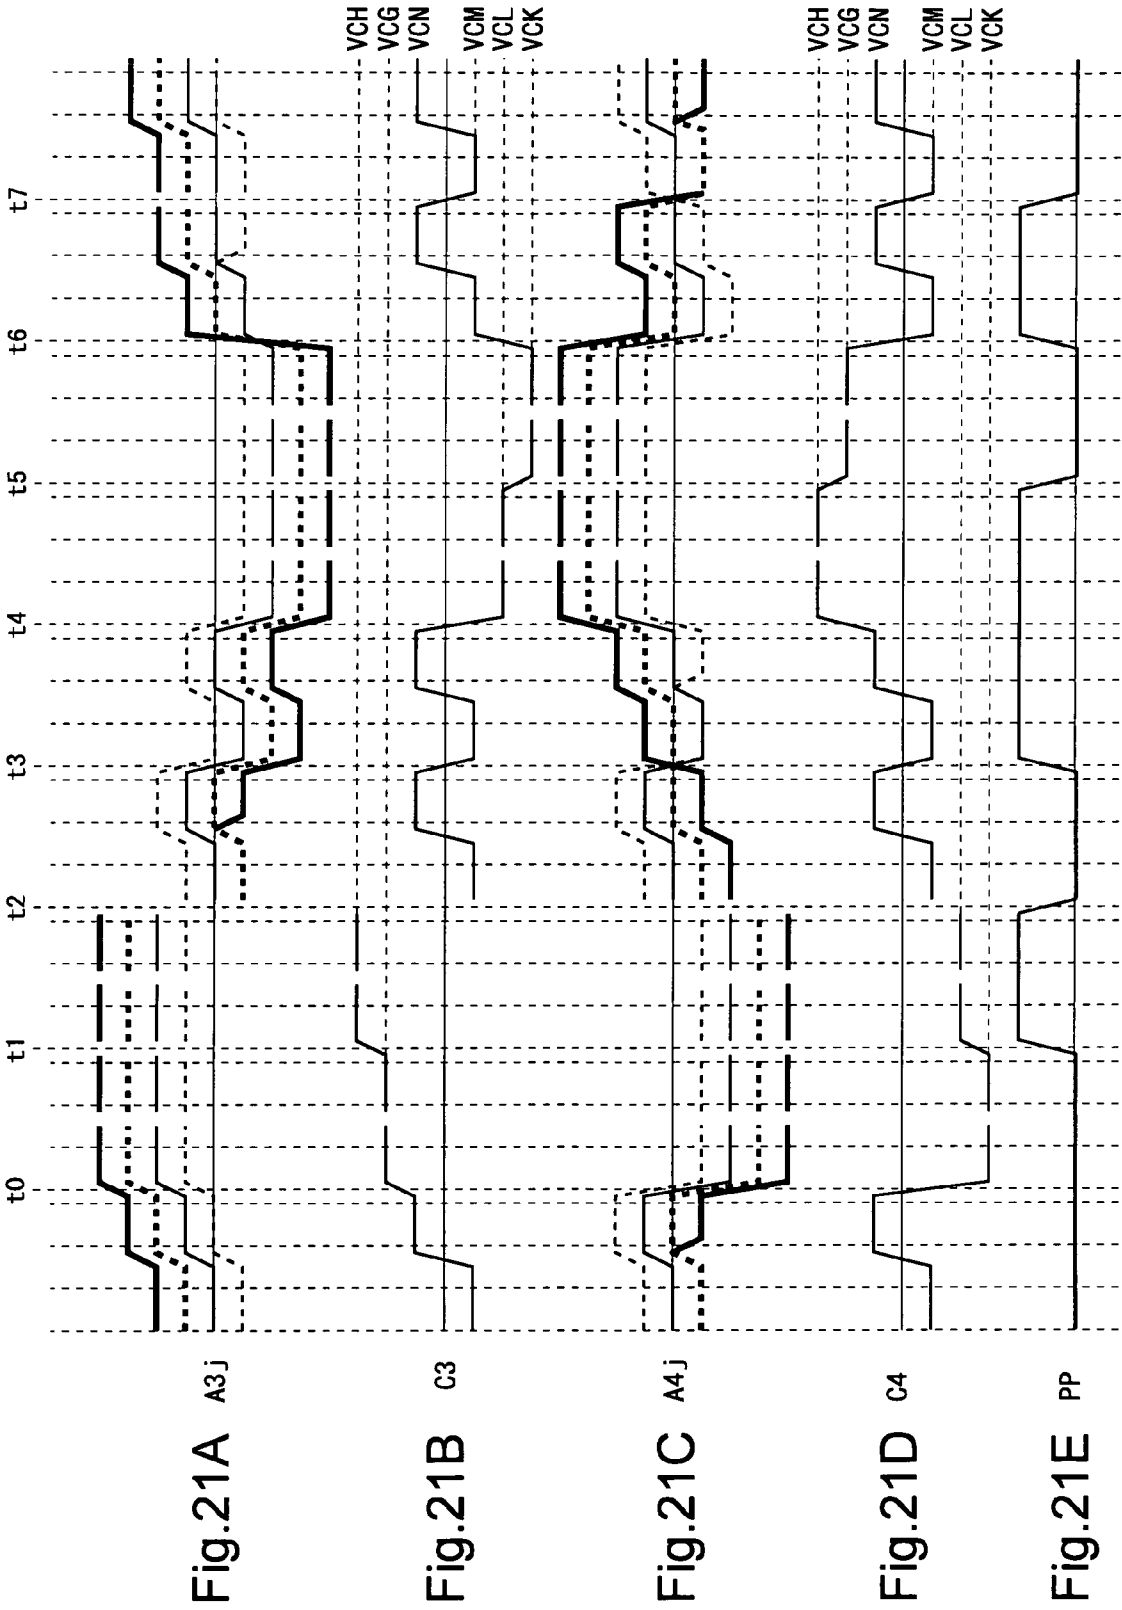 t0 t1 t2 t3 t4 t5 t6 t7
Fig.21A A3j
VCH
VCG
VCN
VCM
VCL
VCK
Fig.21B C3
Fig.21C A4j
VCH
VCG
VCN
VCM
VCL
VCK
Fig.21D C4
Fig.21E PP